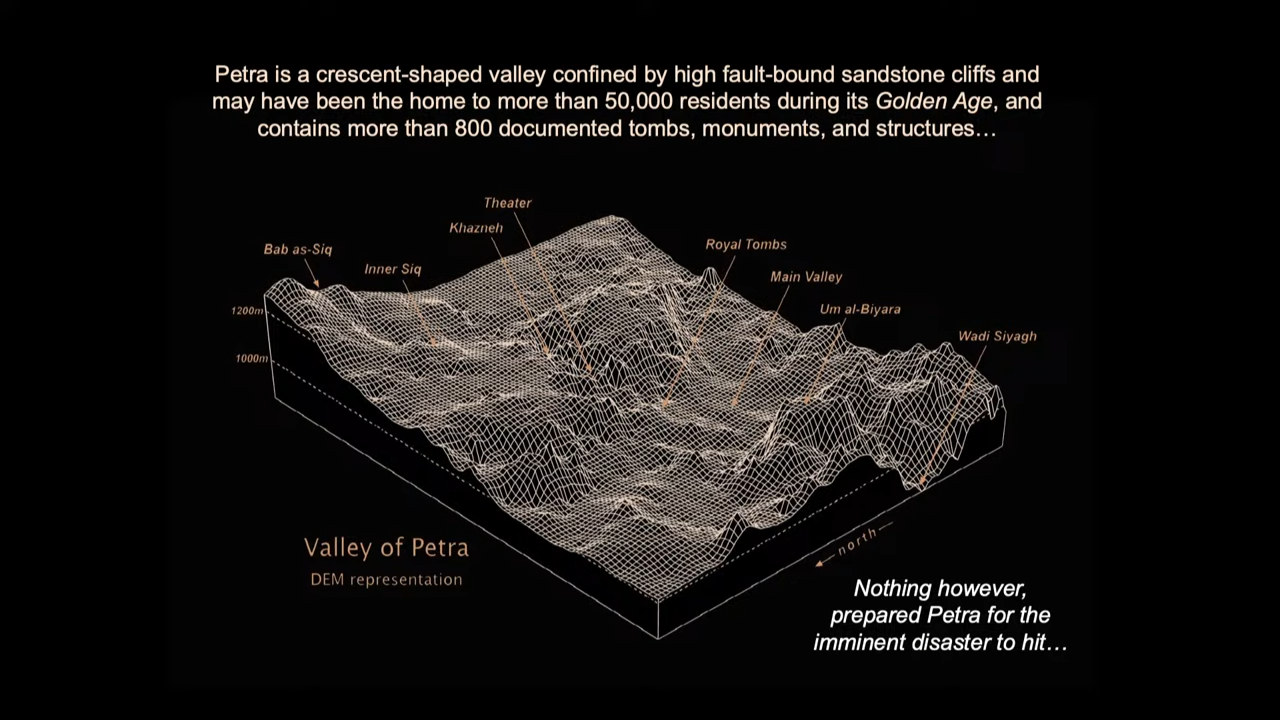 Petra is a crescent-shaped valley confined by high fault-bound sandstone cliffs and
may have been the home to more than 50,000 residents during its Golden Age, and
contains more than 800 documented tombs, monuments, and structures…
Theater
Khazneh
Bab as-Siq
Inner Siq
Royal Tombs
Main Valley
Um al-Biyara
Wadi Siyagh
1200m
1000m
north
Valley of Petra
DEM representation
Nothing however,
prepared Petra for the
imminent disaster to hit…